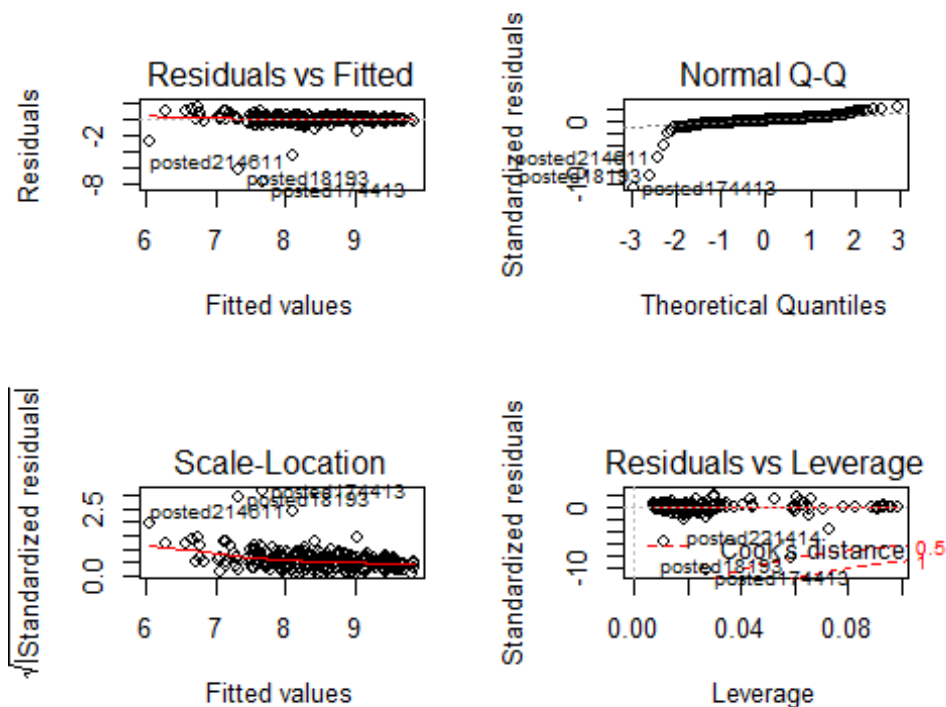 Residuals vs Fitted
Residuals
-2
-8
posted214611
posted18193
posted174413
6 7 8 9
Fitted values
Normal Q-Q
Standardized residuals
0
-10
posted214611
posted18193
posted174413
-3 -2 -1 0 1 2 3
Theoretical Quantiles
Scale-Location
√|Standardized residuals|
2.5
0.0
posted214611
posted18193
posted174413
6 7 8 9
Fitted values
Residuals vs Leverage
Standardized residuals
0
-10
posted221414
Cook's distance
posted18193
posted174413
0.5
1
0.00 0.04 0.08
Leverage